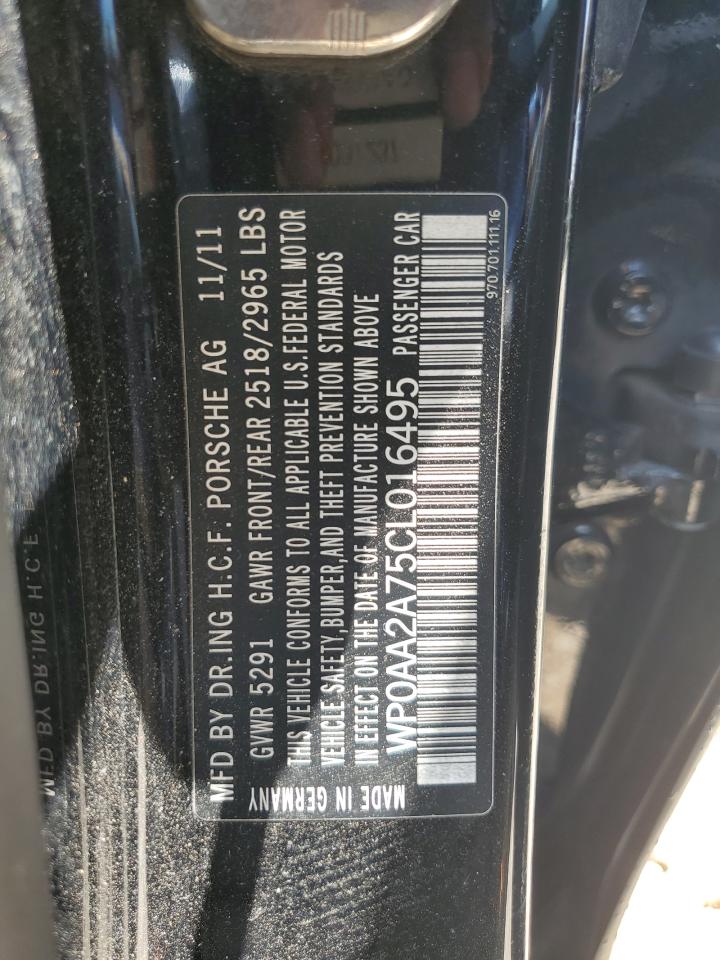 MFD BY DR.ING H.C.F. PORSCHE AG 11/11
GVWR 5291 GAWR FRONT/REAR 2518/2965 LBS
THIS VEHICLE CONFORMS TO ALL APPLICABLE U.S.FEDERAL MOTOR
VEHICLE SAFETY,BUMPER,AND THEFT PREVENTION STANDARDS
IN EFFECT ON THE DATE OF MANUFACTURE SHOWN ABOVE
WP0AA2A75CL016495 PASSENGER CAR
970.701.111.16
MADE IN GERMANY